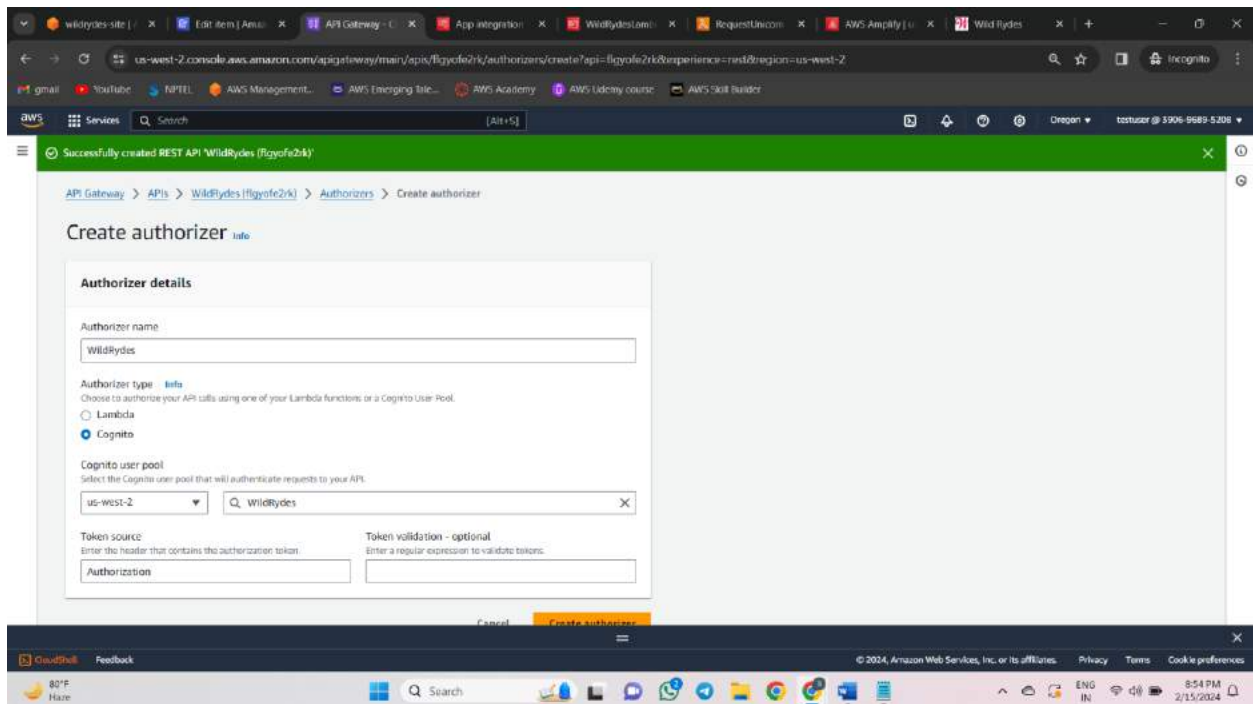 wildrydes-site | /
Edit item | Amaz
API Gateway - C
App integration
WildRydesLamb
RequestUnicorn
AWS Amplify | u
Wild Rydes
us-west-2.console.aws.amazon.com/apigateway/main/apis/flgyofe2rk/authorizers/create?api=flgyofe2rk&experience=rest&region=us-west-2
Incognito
gmail
YouTube
NPTEL
AWS Management...
AWS Emerging Tale...
AWS Academy
AWS Udemy course
AWS Skill Builder
aws
Services
Search
[Alt+S]
Oregon
testuser @ 3906-9689-5208
Successfully created REST API 'WildRydes (flgyofe2rk)'
API Gateway > APIs > WildRydes (flgyofe2rk) > Authorizers > Create authorizer
Create authorizer Info
Authorizer details
Authorizer name
WildRydes
Authorizer type Info
Choose to authorize your API calls using one of your Lambda functions or a Cognito User Pool.
Lambda
Cognito
Cognito user pool
Select the Cognito user pool that will authenticate requests to your API.
us-west-2
WildRydes
Token source
Enter the header that contains the authorization token.
Authorization
Token validation - optional
Enter a regular expression to validate tokens.
Cancel
Create authorizer
CloudShell
Feedback
© 2024, Amazon Web Services, Inc. or its affiliates.
Privacy
Terms
Cookie preferences
80°F
Haze
Search
ENG
IN
8:54 PM
2/15/2024